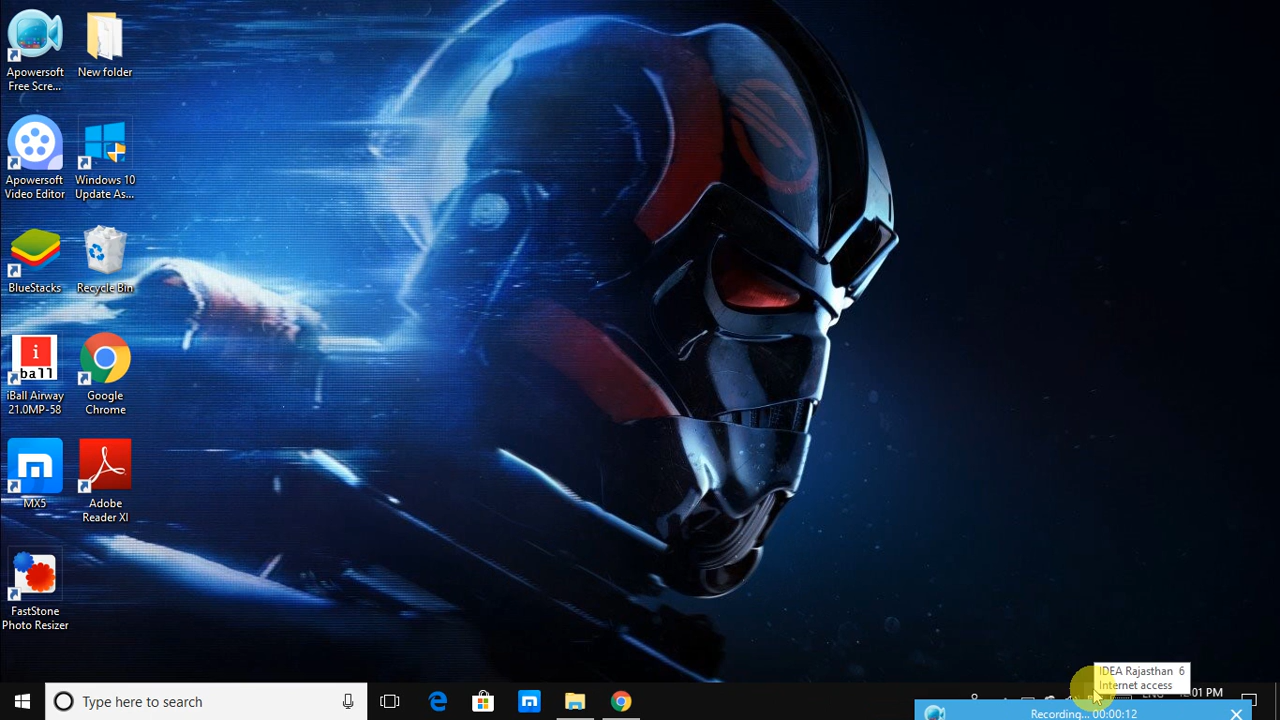 Apowersoft
Free Scre...
New folder
Apowersoft
Video Editor
Windows 10
Update As...
BlueStacks
Recycle Bin
i
ball
iBall Airway
21.0MP-58
Google
Chrome
MX5
Adobe
Reader XI
FastStone
Photo Resizer
IDEA Rajasthan 6
Internet access
Type here to search
01 PM
Recording... 00:00:12